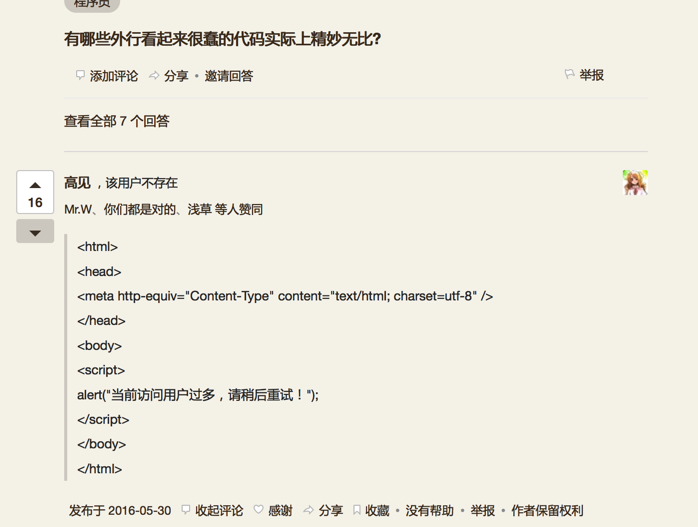 程序员
有哪些外行看起来很蠢的代码实际上精妙无比?
添加评论 分享 • 邀请回答 举报
查看全部 7 个回答
16
高见 ，该用户不存在
Mr.W、你们都是对的、浅草 等人赞同
<html>
<head>
<meta http-equiv="Content-Type" content="text/html; charset=utf-8" />
</head>
<body>
<script>
alert("当前访问用户过多，请稍后重试！");
</script>
</body>
</html>
发布于 2016-05-30 收起评论 感谢 分享 收藏 • 没有帮助 • 举报 • 作者保留权利